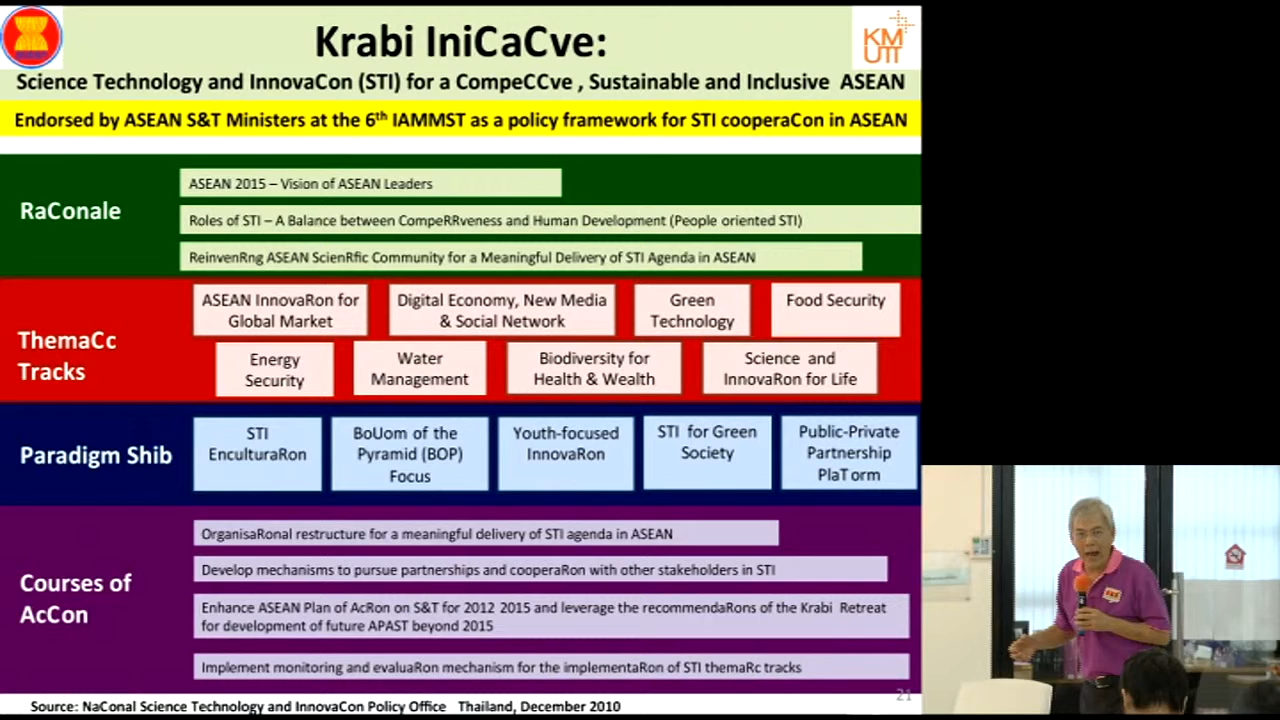 Krabi IniCaCve:
KM
UTT
Science Technology and InnovaCon (STI) for a CompeCCve , Sustainable and Inclusive ASEAN
Endorsed by ASEAN S&T Ministers at the 6th IAMMST as a policy framework for STI cooperaCon in ASEAN
RaConale
ASEAN 2015 – Vision of ASEAN Leaders
Roles of STI – A Balance between CompeRRveness and Human Development (People oriented STI)
ReinvenRng ASEAN ScienRfic Community for a Meaningful Delivery of STI Agenda in ASEAN
ThemaCc
Tracks
ASEAN InnovaRon for
Global Market
Digital Economy, New Media
& Social Network
Green
Technology
Food Security
Energy
Security
Water
Management
Biodiversity for
Health & Wealth
Science and
InnovaRon for Life
Paradigm Shib
STI
EnculturaRon
BoUom of the
Pyramid (BOP)
Focus
Youth-focused
InnovaRon
STI for Green
Society
Public-Private
Partnership
PlaTorm
Courses of
AcCon
OrganisaRonal restructure for a meaningful delivery of STI agenda in ASEAN
Develop mechanisms to pursue partnerships and cooperaRon with other stakeholders in STI
Enhance ASEAN Plan of AcRon on S&T for 2012 2015 and leverage the recommendaRons of the Krabi Retreat
for development of future APAST beyond 2015
Implement monitoring and evaluaRon mechanism for the implementaRon of STI themaRc tracks
21
Source: NaConal Science Technology and InnovaCon Policy Office Thailand, December 2010